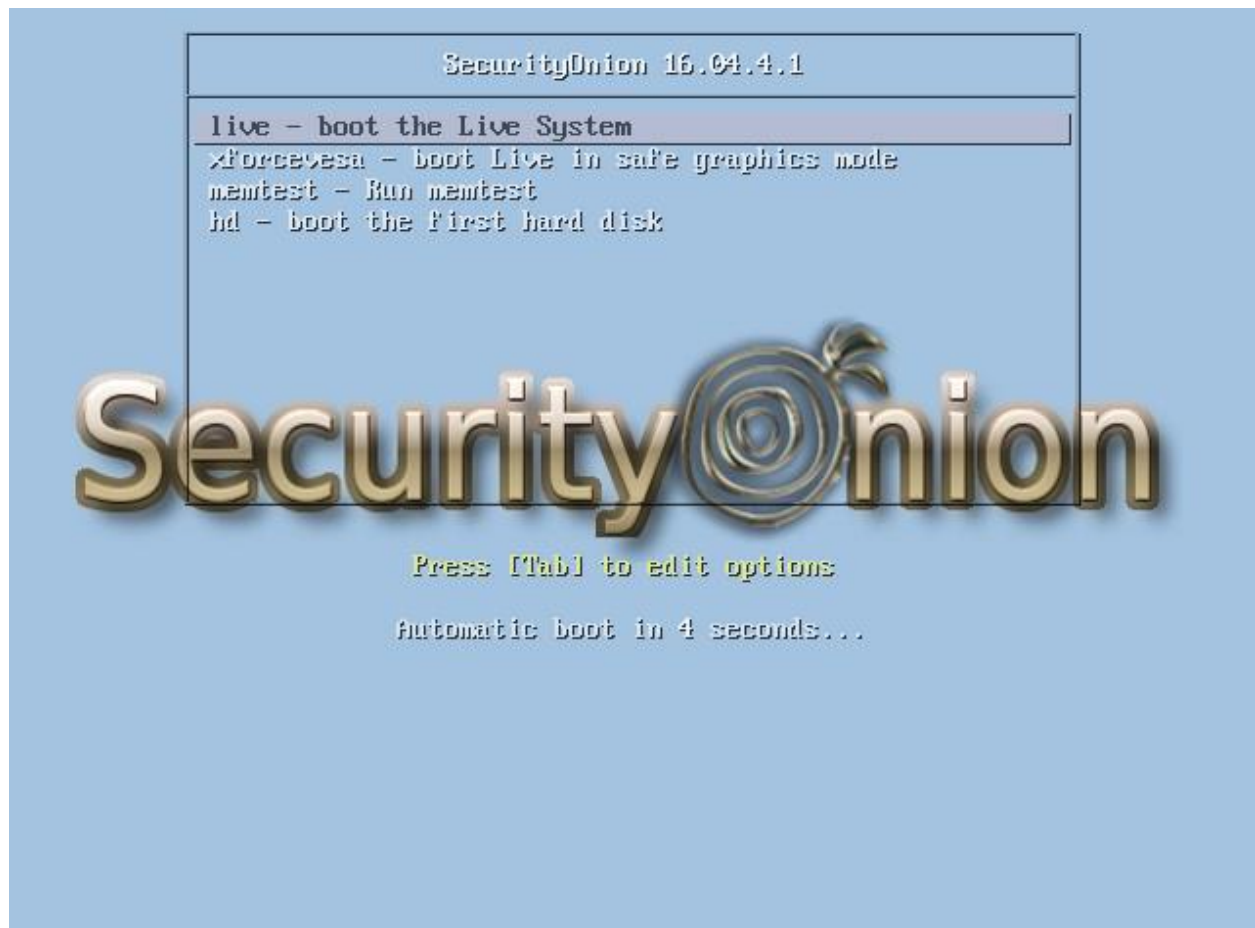 SecurityOnion 16.04.4.1
live - boot the Live System
xforcevesa - boot Live in safe graphics mode
memtest - Run memtest
hd - boot the first hard disk
SecurityOnion
Press [Tab] to edit options
Automatic boot in 4 seconds...